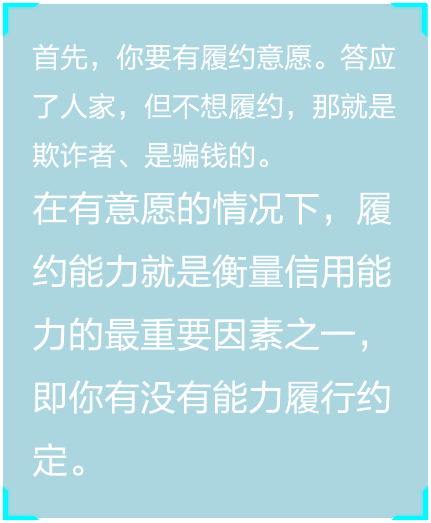 首先，你要有履约意愿。答应
了人家，但不想履约，那就是
欺诈者、是骗钱的。
在有意愿的情况下，履
约能力就是衡量信用能
力的最重要因素之一，
即你有没有能力履行约
定。